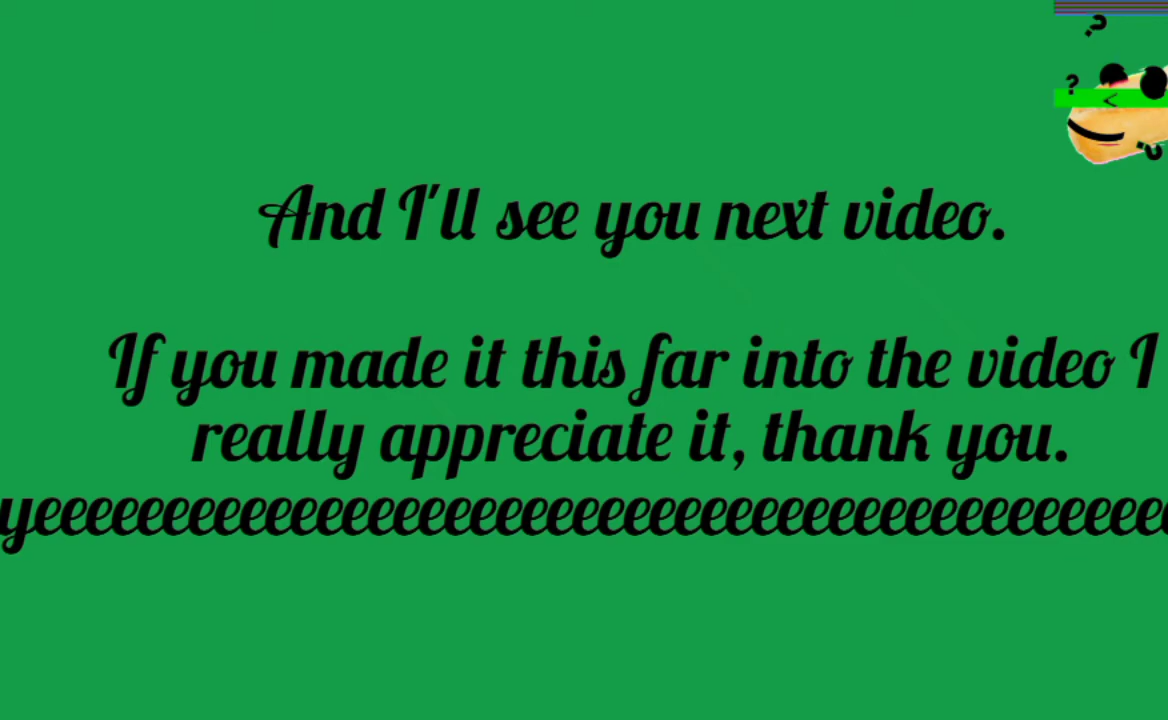 ?
? <
?
And I'll see you next video.
If you made it this far into the video I
really appreciate it, thank you.
yeeeeeeeeeeeeeeeeeeeeeeeeeeeeeeeeeeeeeeeeeeee